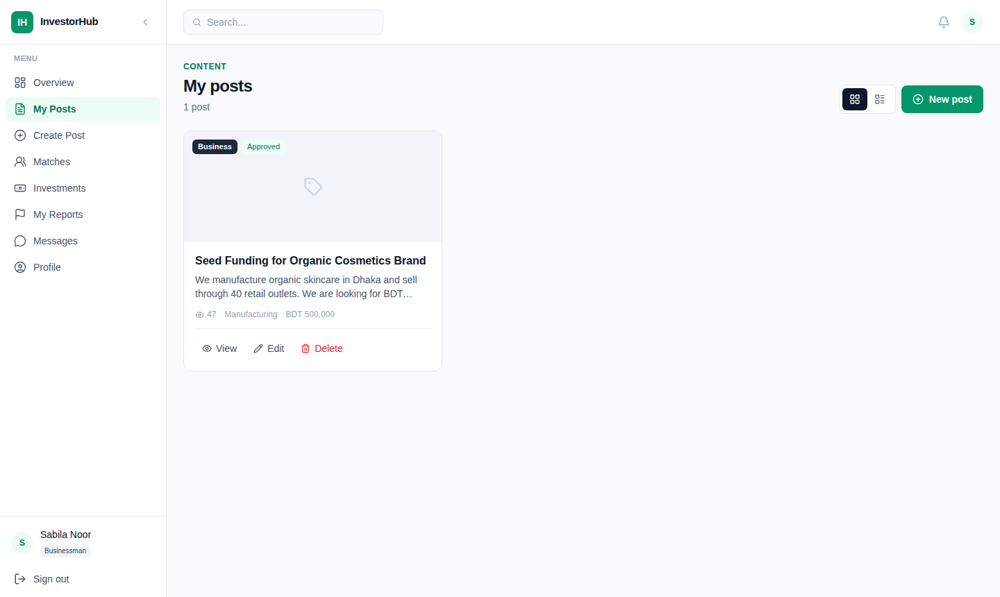 IH InvestorHub
Search...
S
MENU
Overview
My Posts
Create Post
Matches
Investments
My Reports
Messages
Profile
CONTENT
My posts
1 post
New post
Business Approved
Seed Funding for Organic Cosmetics Brand
We manufacture organic skincare in Dhaka and sell
through 40 retail outlets. We are looking for BDT…
47 Manufacturing BDT 500,000
View Edit Delete
S
Sabila Noor
Businessman
Sign out